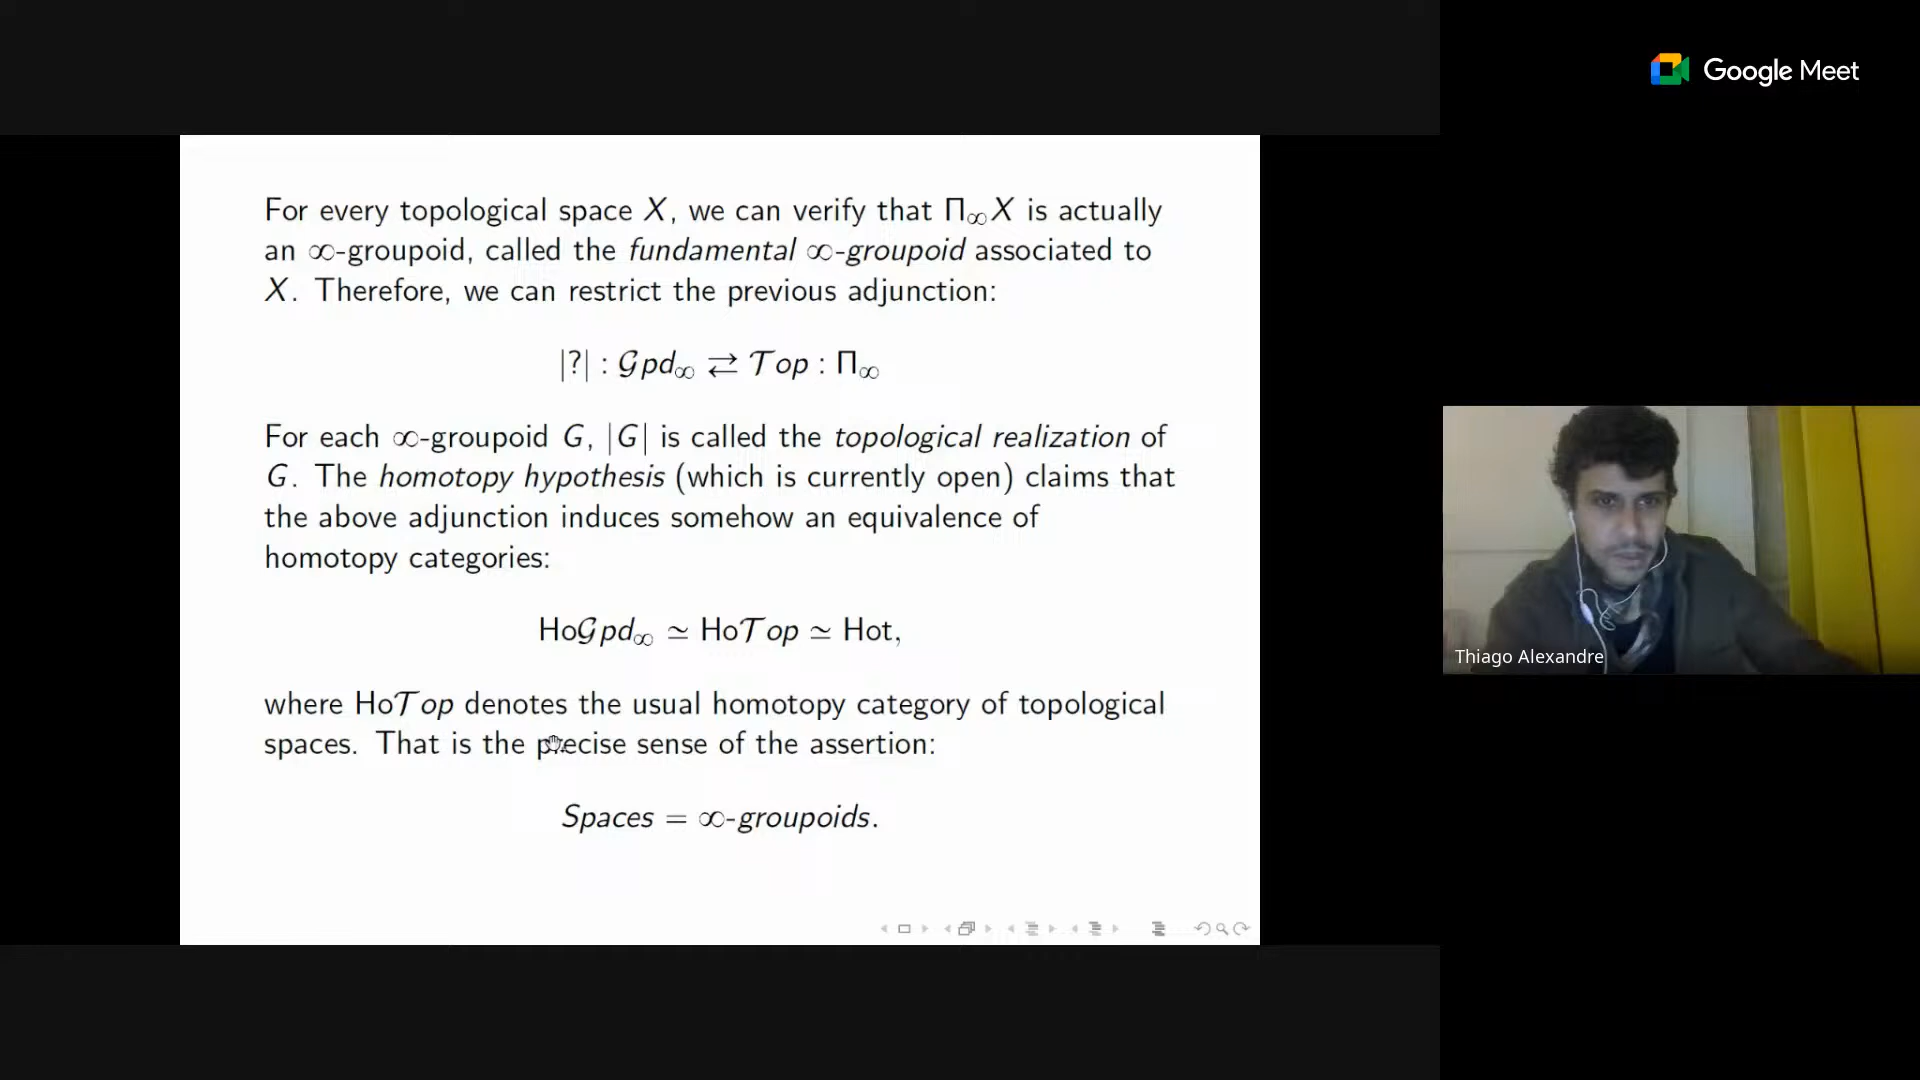 Google Meet
For every topological space X, we can verify that Π∞X is actually
an ∞-groupoid, called the fundamental ∞-groupoid associated to
X. Therefore, we can restrict the previous adjunction:
|?| : Gpd∞ ⇄ Top : Π∞
For each ∞-groupoid G, |G| is called the topological realization of
G. The homotopy hypothesis (which is currently open) claims that
the above adjunction induces somehow an equivalence of
homotopy categories:
HoGpd∞ ≃ HoTop ≃ Hot,
where HoTop denotes the usual homotopy category of topological
spaces. That is the precise sense of the assertion:
Spaces = ∞-groupoids.
Thiago Alexandre